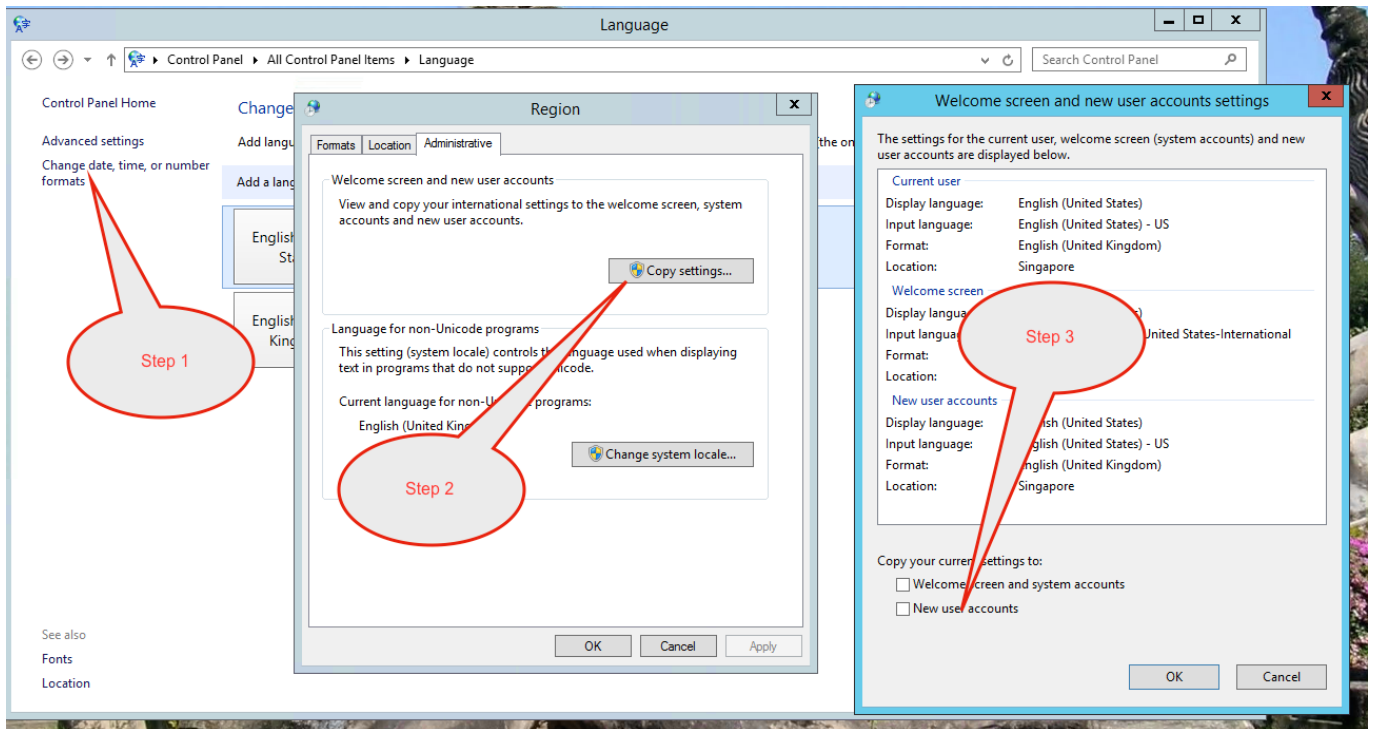 Language
Control Panel ▸ All Control Panel Items ▸ Language
Search Control Panel
Control Panel Home
Advanced settings
Change date, time, or number
formats
See also
Fonts
Location
Change
Add langu
(the on
Add a lang
English
Sta
English
King
Step 1
Region
Formats Location Administrative
Welcome screen and new user accounts
View and copy your international settings to the welcome screen, system
accounts and new user accounts.
Copy settings...
Language for non-Unicode programs
This setting (system locale) controls the language used when displaying
text in programs that do not support Unicode.
Current language for non-U programs:
English (United King
Change system locale...
Step 2
OK Cancel Apply
Welcome screen and new user accounts settings
The settings for the current user, welcome screen (system accounts) and new
user accounts are displayed below.
Current user
Display language: English (United States)
Input language: English (United States) - US
Format: English (United Kingdom)
Location: Singapore
Welcome screen
Display langua
Input langua United States-International
Format:
Location:
Step 3
New user accounts
Display language: English (United States)
Input language: English (United States) - US
Format: English (United Kingdom)
Location: Singapore
Copy your current settings to:
Welcome screen and system accounts
New user accounts
OK Cancel